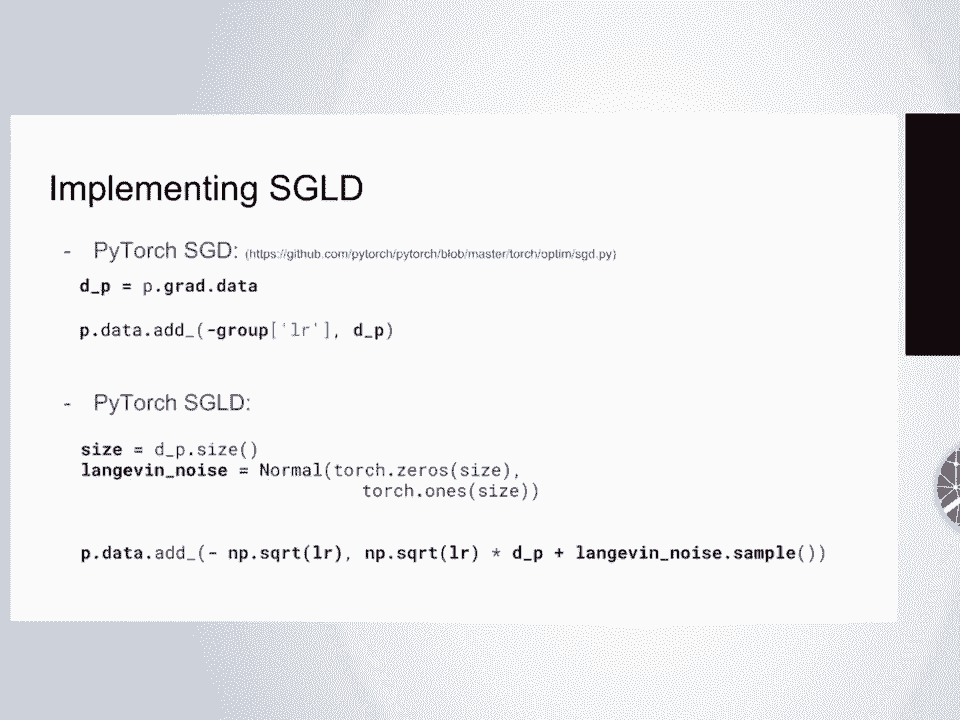 Implementing SGLD
- PyTorch SGD: (https://github.com/pytorch/pytorch/blob/master/torch/optim/sgd.py)
d_p = p.grad.data
p.data.add_(-group['lr'], d_p)
- PyTorch SGLD:
size = d_p.size()
langevin_noise = Normal(torch.zeros(size),
torch.ones(size))
p.data.add_(- np.sqrt(lr), np.sqrt(lr) * d_p + langevin_noise.sample())